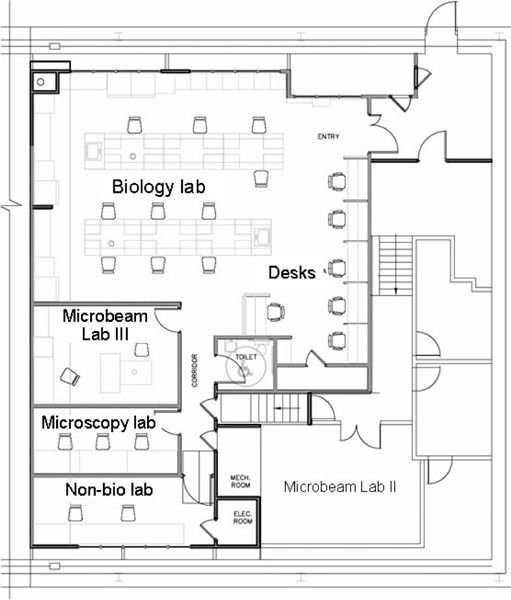 ENTRY
Biology lab
Desks
Microbeam
Lab III
TOILET
CORRIDOR
Microscopy lab
Non-bio lab
MECH.
ROOM
Microbeam Lab II
ELEC.
ROOM